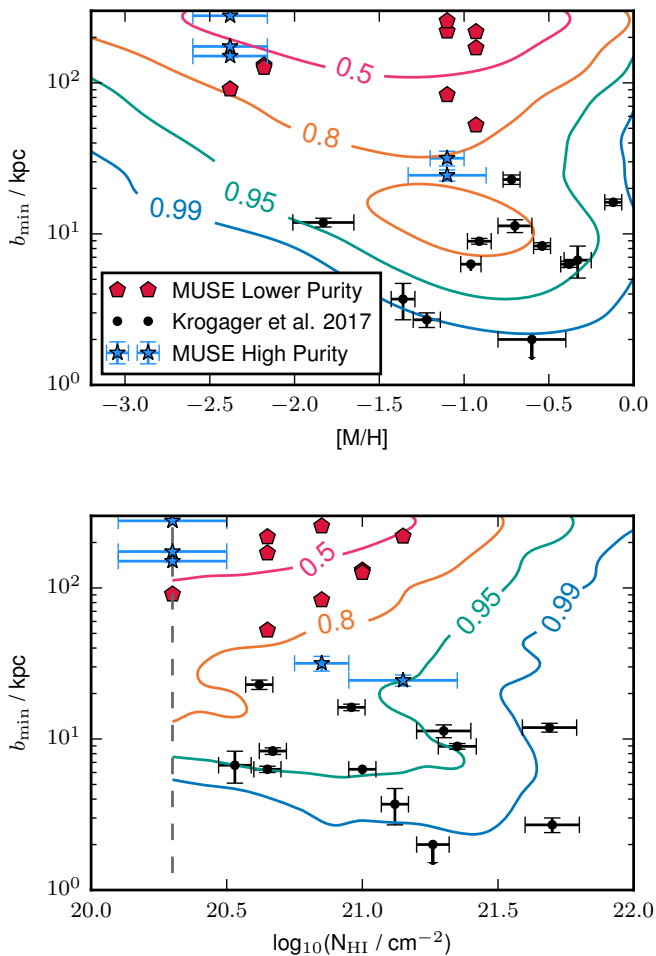 10²
10¹
10⁰
b_min / kpc
0.5
0.8
0.95
0.99
MUSE Lower Purity
Krogager et al. 2017
MUSE High Purity
−3.0 −2.5 −2.0 −1.5 −1.0 −0.5 0.0
[M/H]
10²
10¹
10⁰
b_min / kpc
0.5
0.8
0.95
0.99
20.0 20.5 21.0 21.5 22.0
log₁₀(N_HI / cm⁻²)